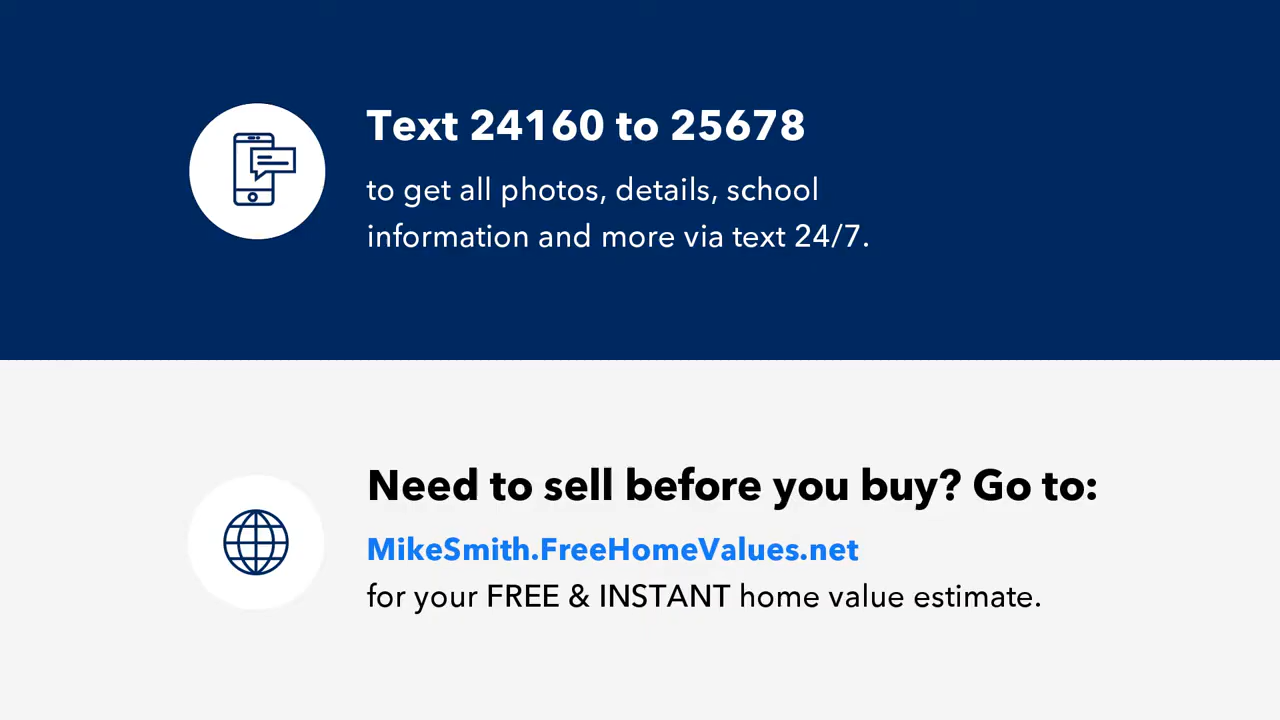 Text 24160 to 25678
to get all photos, details, school
information and more via text 24/7.
Need to sell before you buy? Go to:
MikeSmith.FreeHomeValues.net
for your FREE & INSTANT home value estimate.